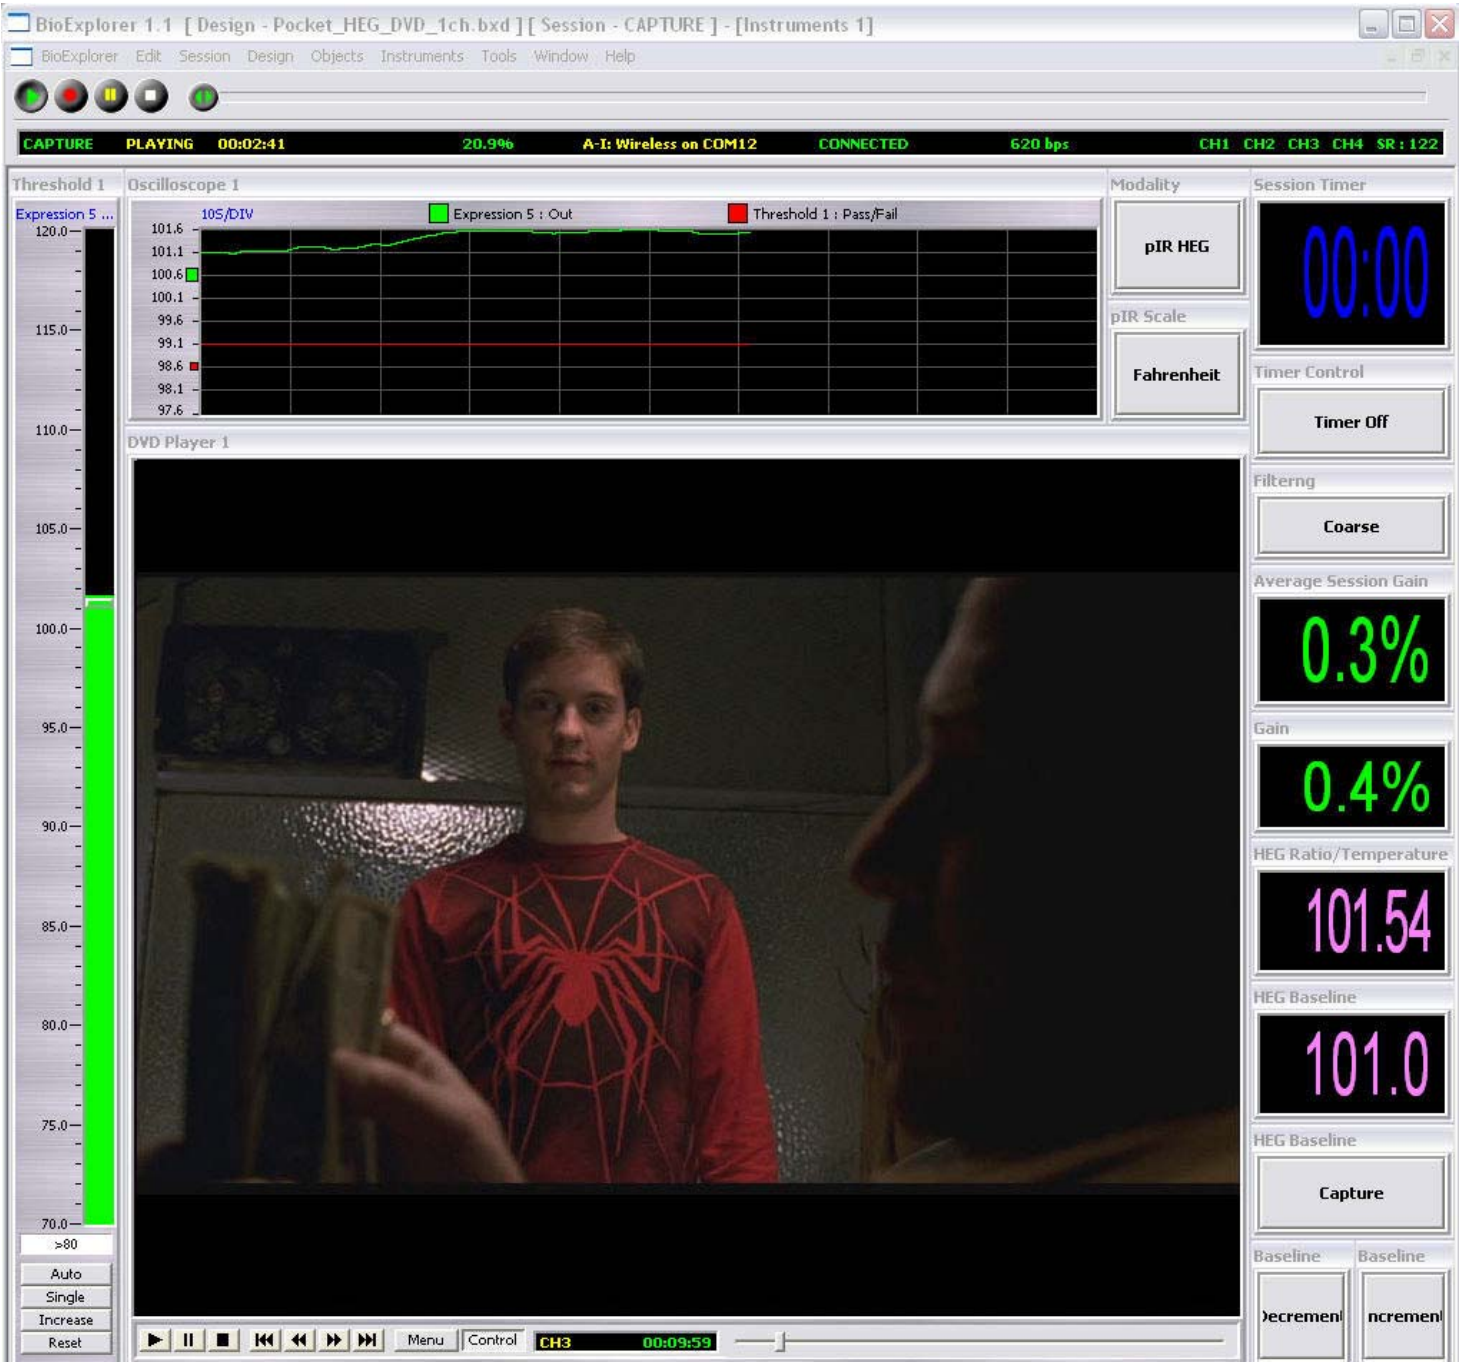 BioExplorer 1.1 [ Design - Pocket_HEG_DVD_1ch.bxd ] [ Session - CAPTURE ] - [Instruments 1]
BioExplorer Edit Session Design Objects Instruments Tools Window Help
CAPTURE PLAYING 00:02:41 20.9% A-I: Wireless on COM12 CONNECTED 620 bps CH1 CH2 CH3 CH4 SR : 122
Threshold 1
Expression 5 ...
120.0
115.0
110.0
105.0
100.0
95.0
90.0
85.0
80.0
75.0
70.0
>80
Auto
Single
Increase
Reset
Oscilloscope 1
10S/DIV Expression 5 : Out Threshold 1 : Pass/Fail
101.6
101.1
100.6
100.1
99.6
99.1
98.6
98.1
97.6
Modality
pIR HEG
pIR Scale
Fahrenheit
DVD Player 1
Menu Control CH3 00:09:59
Session Timer
00:00
Timer Control
Timer Off
Filterng
Coarse
Average Session Gain
0.3%
Gain
0.4%
HEG Ratio/Temperature
101.54
HEG Baseline
101.0
HEG Baseline
Capture
Baseline Baseline
ecrement ncrement